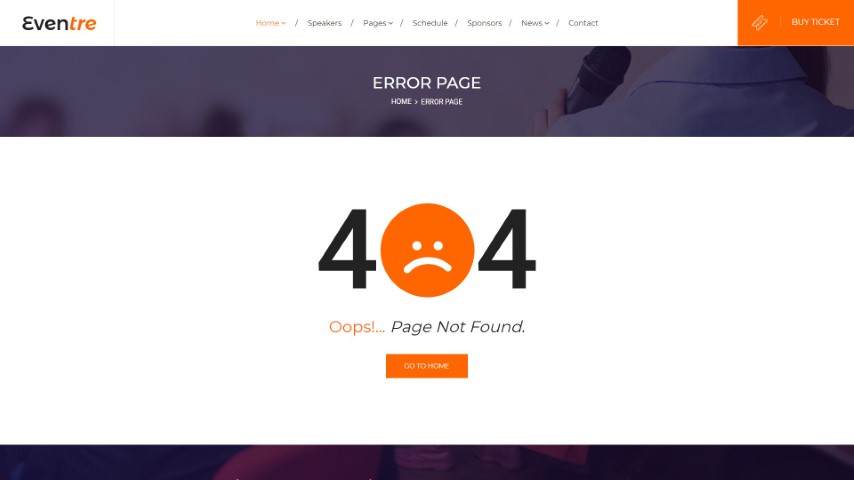 Eventre
Home / Speakers / Pages / Schedule / Sponsors / News / Contact
BUY TICKET
ERROR PAGE
HOME > ERROR PAGE
4 4
Oops!... Page Not Found.
GO TO HOME